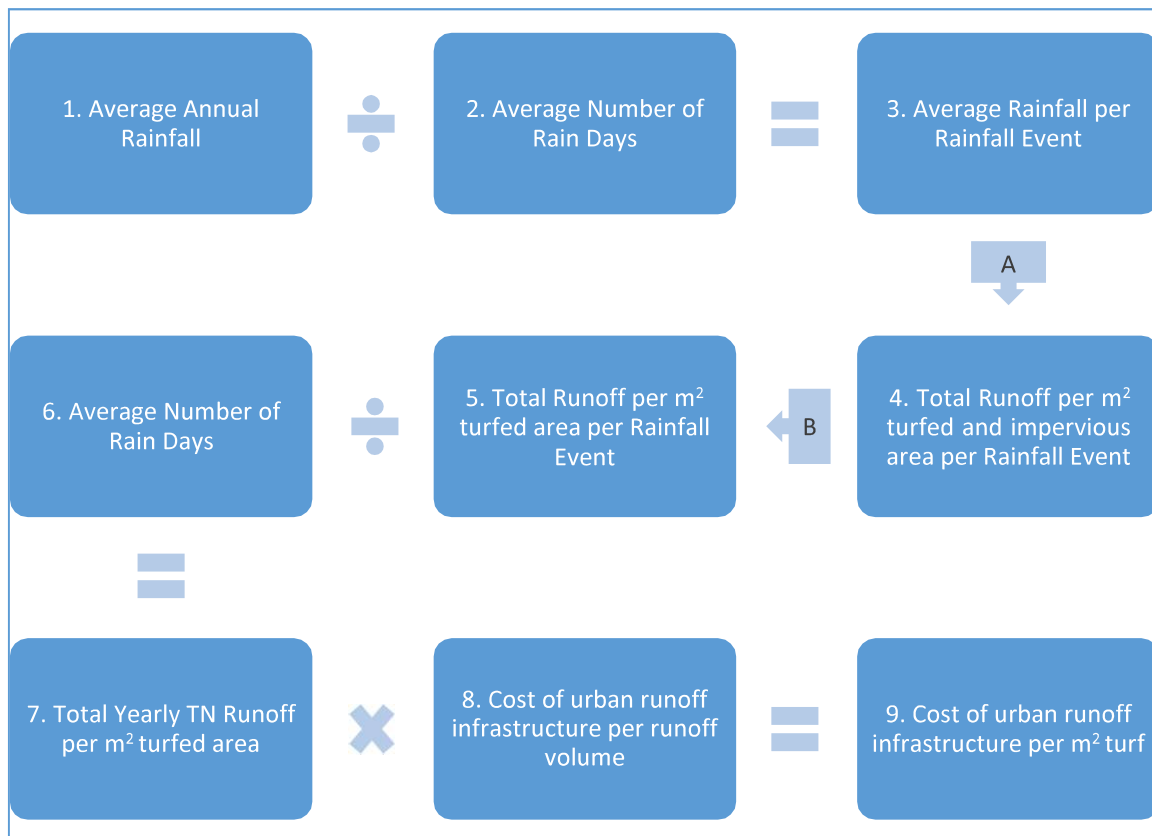 1. Average Annual
Rainfall
÷
2. Average Number of
Rain Days
=
3. Average Rainfall per
Rainfall Event
A
4. Total Runoff per m²
turfed and impervious
area per Rainfall Event
B
5. Total Runoff per m²
turfed area per Rainfall
Event
÷
6. Average Number of
Rain Days
=
7. Total Yearly TN Runoff
per m² turfed area
×
8. Cost of urban runoff
infrastructure per runoff
volume
=
9. Cost of urban runoff
infrastructure per m² turf